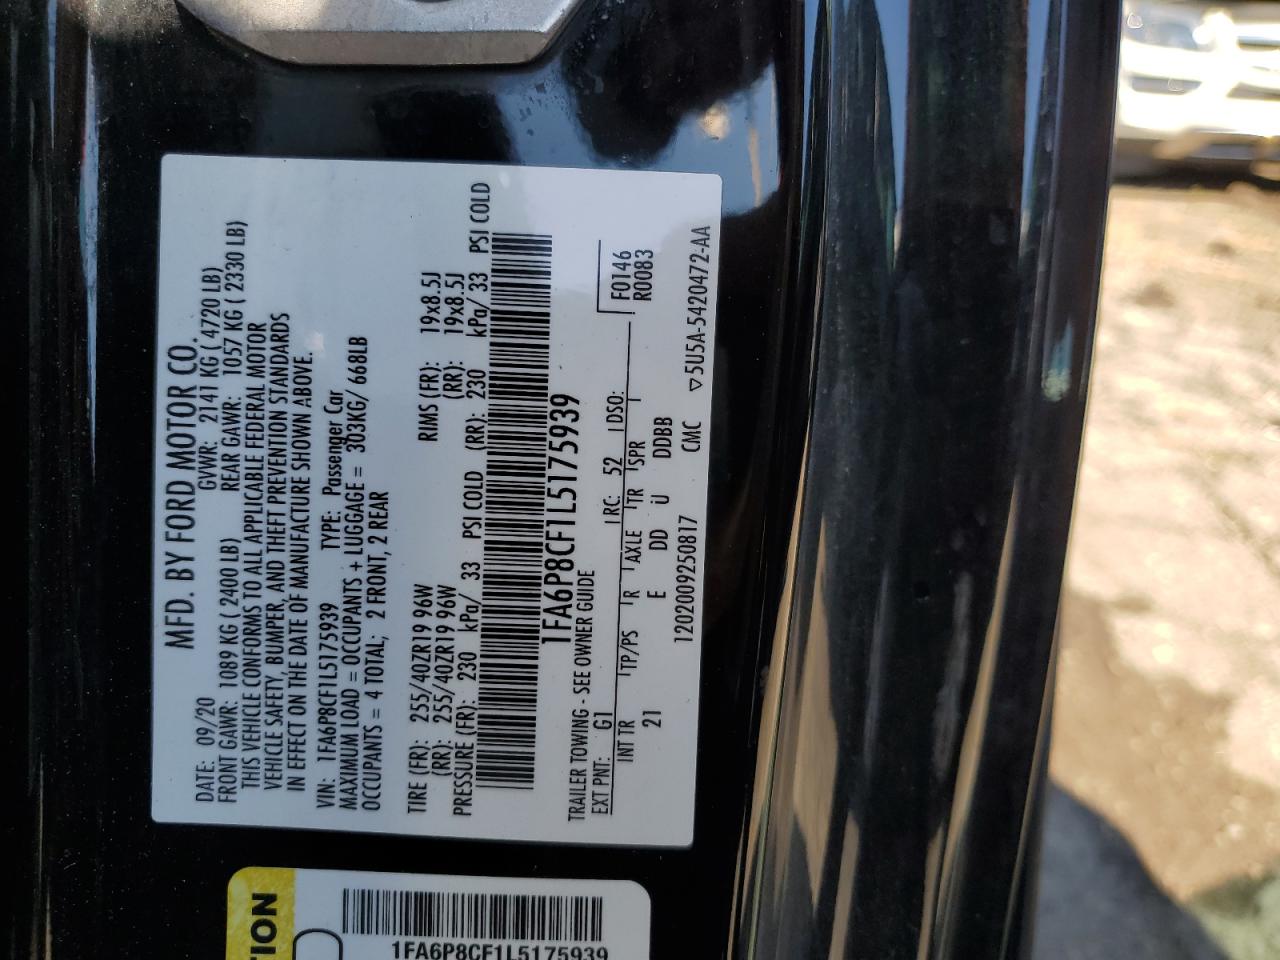 MFD. BY FORD MOTOR CO.
DATE: 09/20 GVWR: 2141 KG ( 4720 LB)
FRONT GAWR: 1089 KG ( 2400 LB) REAR GAWR: 1057 KG ( 2330 LB)
THIS VEHICLE CONFORMS TO ALL APPLICABLE FEDERAL MOTOR
VEHICLE SAFETY, BUMPER, AND THEFT PREVENTION STANDARDS
IN EFFECT ON THE DATE OF MANUFACTURE SHOWN ABOVE.
VIN: 1FA6P8CF1L5175939 TYPE: Passenger Car
MAXIMUM LOAD = OCCUPANTS + LUGGAGE = 303KG/ 668LB
OCCUPANTS = 4 TOTAL; 2 FRONT, 2 REAR
TIRE (FR): 255/40ZR19 96W RIMS (FR): 19x8.5J
(RR): 255/40ZR19 96W (RR): 19x8.5J
PRESSURE (FR): 230 kPa/ 33 PSI COLD (RR): 230 kPa/ 33 PSI COLD
1FA6P8CF1L5175939
TRAILER TOWING - SEE OWNER GUIDE
F0146
EXT PNT: G1 RC: 52 DSO: R0083
INT TR TP/PS R AXLE TR SPR
21 E DD U DDBB
1202009250817 CMC ▽5U5A-5420472-AA
TION
1FA6P8CF1L5175939